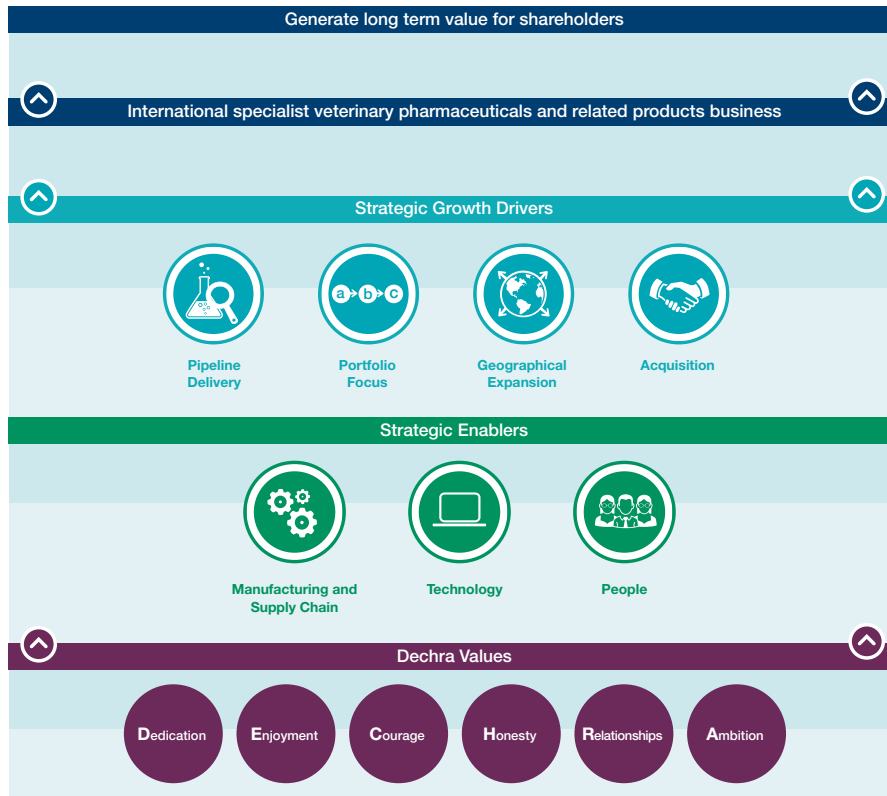 Generate long term value for shareholders
International specialist veterinary pharmaceuticals and related products business
Strategic Growth Drivers
a b c
Pipeline
Delivery
Portfolio
Focus
Geographical
Expansion
Acquisition
Strategic Enablers
Manufacturing and
Supply Chain
Technology
People
Dechra Values
Dedication
Enjoyment
Courage
Honesty
Relationships
Ambition